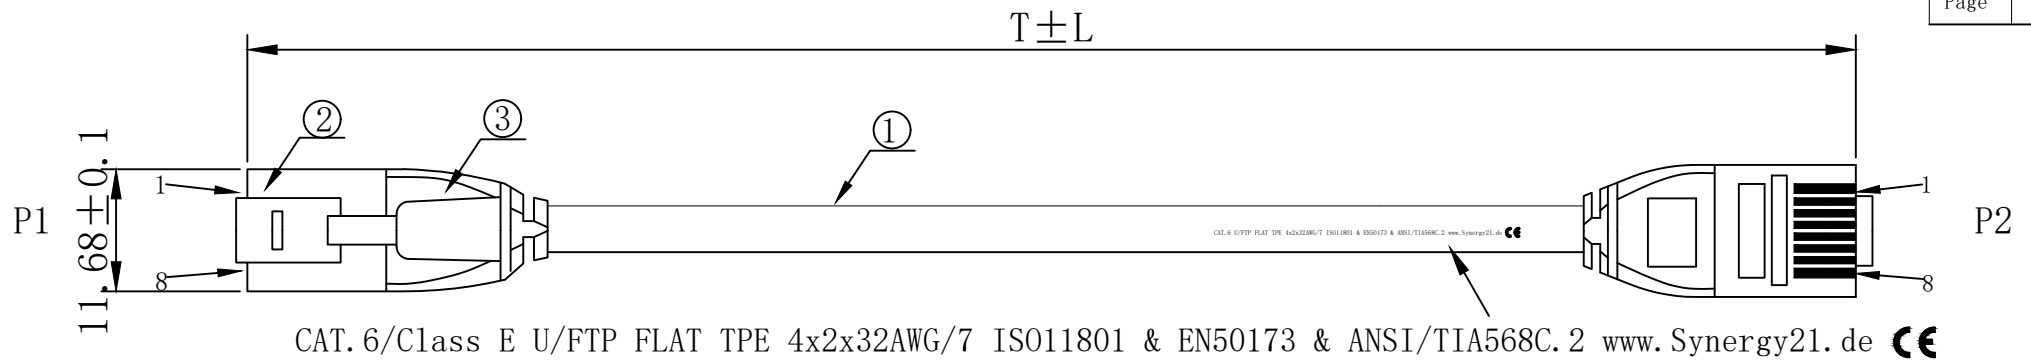 Page
T±L
② ③ ①
11.68±0.1
1 1
P1 P2
CAT.6 U/FTP FLAT TPE 4x2x32AWG/7 ISO11801 & EN50173 & ANSI/TIA568C.2 www.Synergy21.de CE
8 8
CAT.6/Class E U/FTP FLAT TPE 4x2x32AWG/7 ISO11801 & EN50173 & ANSI/TIA568C.2 www.Synergy21.de CE